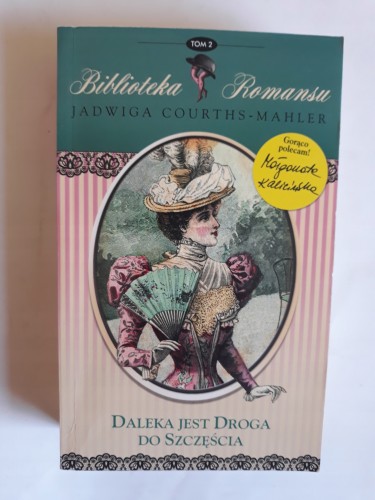 TOM 2
Biblioteka Romansu
JADWIGA COURTHS-MAHLER
Gorąco
polecam!
Małgorzata
Kalicińska
DALEKA JEST DROGA
DO SZCZĘŚCIA